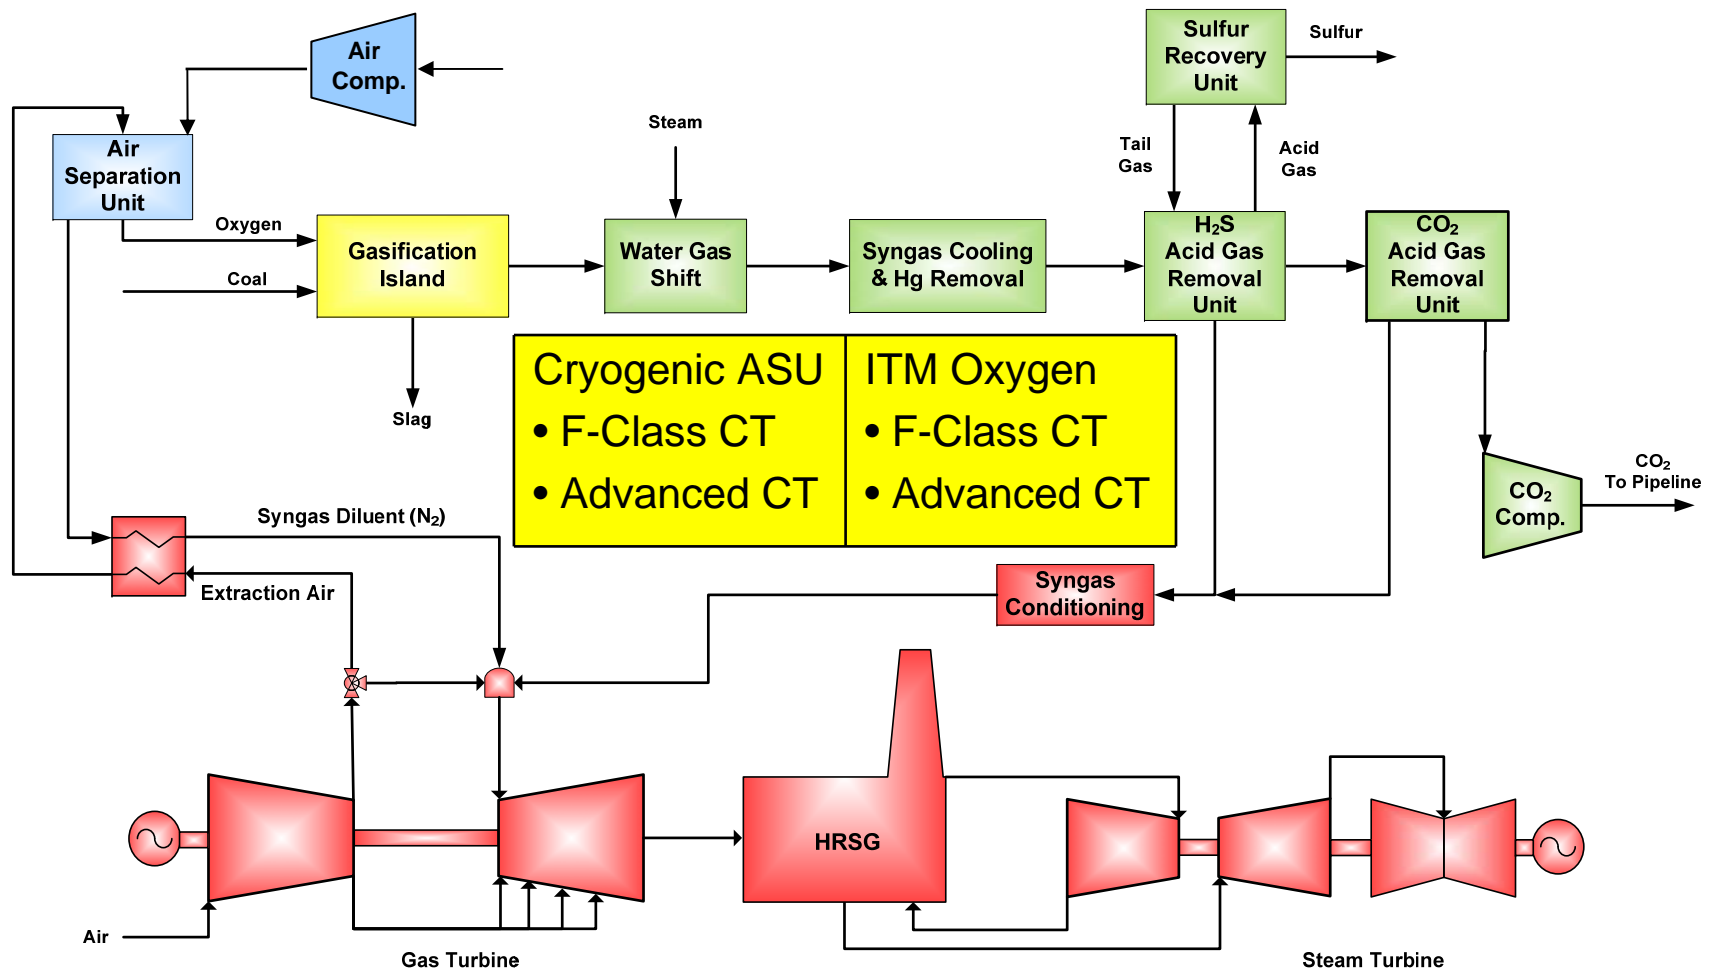 Air
Comp.
Sulfur
Recovery
Unit
Sulfur
Steam
Tail
Gas
Acid
Gas
Air
Separation
Unit
Oxygen
Coal
Gasification
Island
Water Gas
Shift
Syngas Cooling
& Hg Removal
H₂S
Acid Gas
Removal
Unit
CO₂
Acid Gas
Removal
Unit
Slag
Cryogenic ASU
• F-Class CT
• Advanced CT
ITM Oxygen
• F-Class CT
• Advanced CT
CO₂
Comp.
CO₂
To Pipeline
Syngas Diluent (N₂)
Extraction Air
Syngas
Conditioning
HRSG
Air
Gas Turbine
Steam Turbine